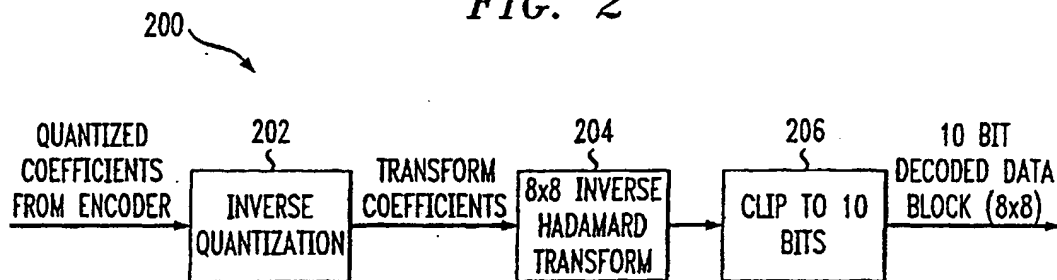 FIG. 2
200
QUANTIZED
COEFFICIENTS
FROM ENCODER
202
INVERSE
QUANTIZATION
TRANSFORM
COEFFICIENTS
204
8x8 INVERSE
HADAMARD
TRANSFORM
206
CLIP TO 10
BITS
10 BIT
DECODED DATA
BLOCK (8x8)